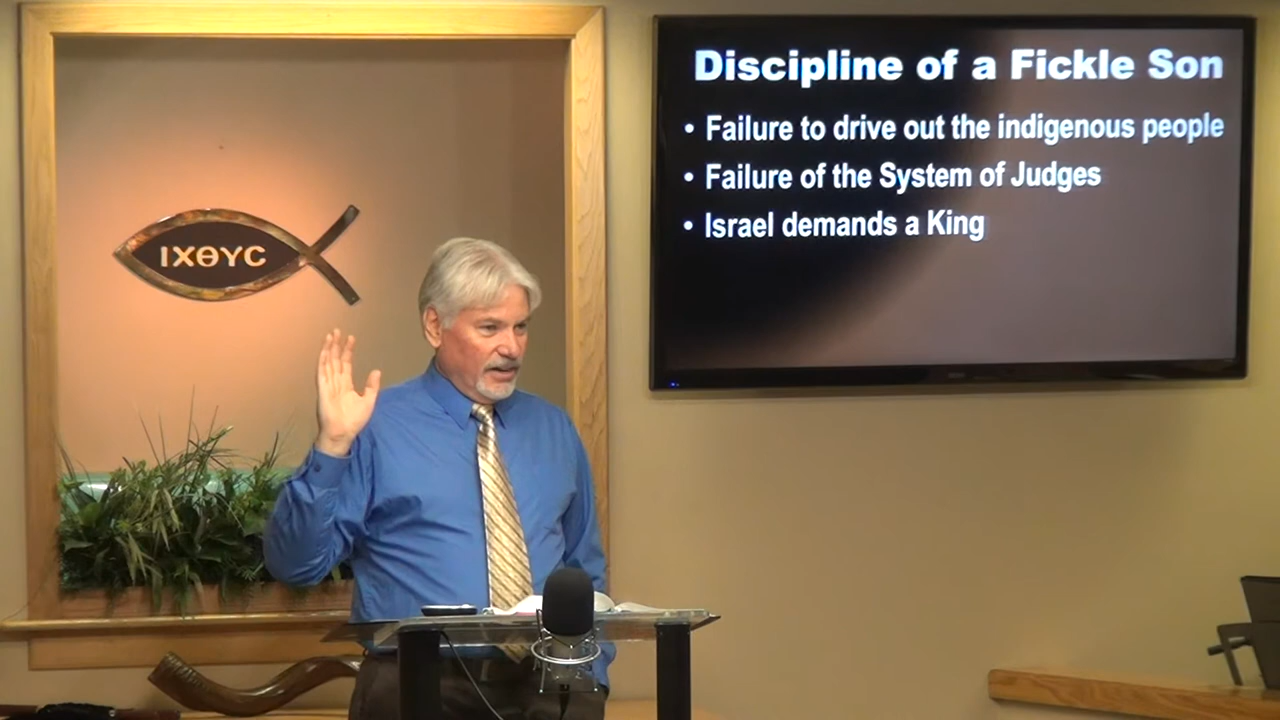 ΙΧΘΥC
Discipline of a Fickle Son
• Failure to drive out the indigenous people
• Failure of the System of Judges
• Israel demands a King